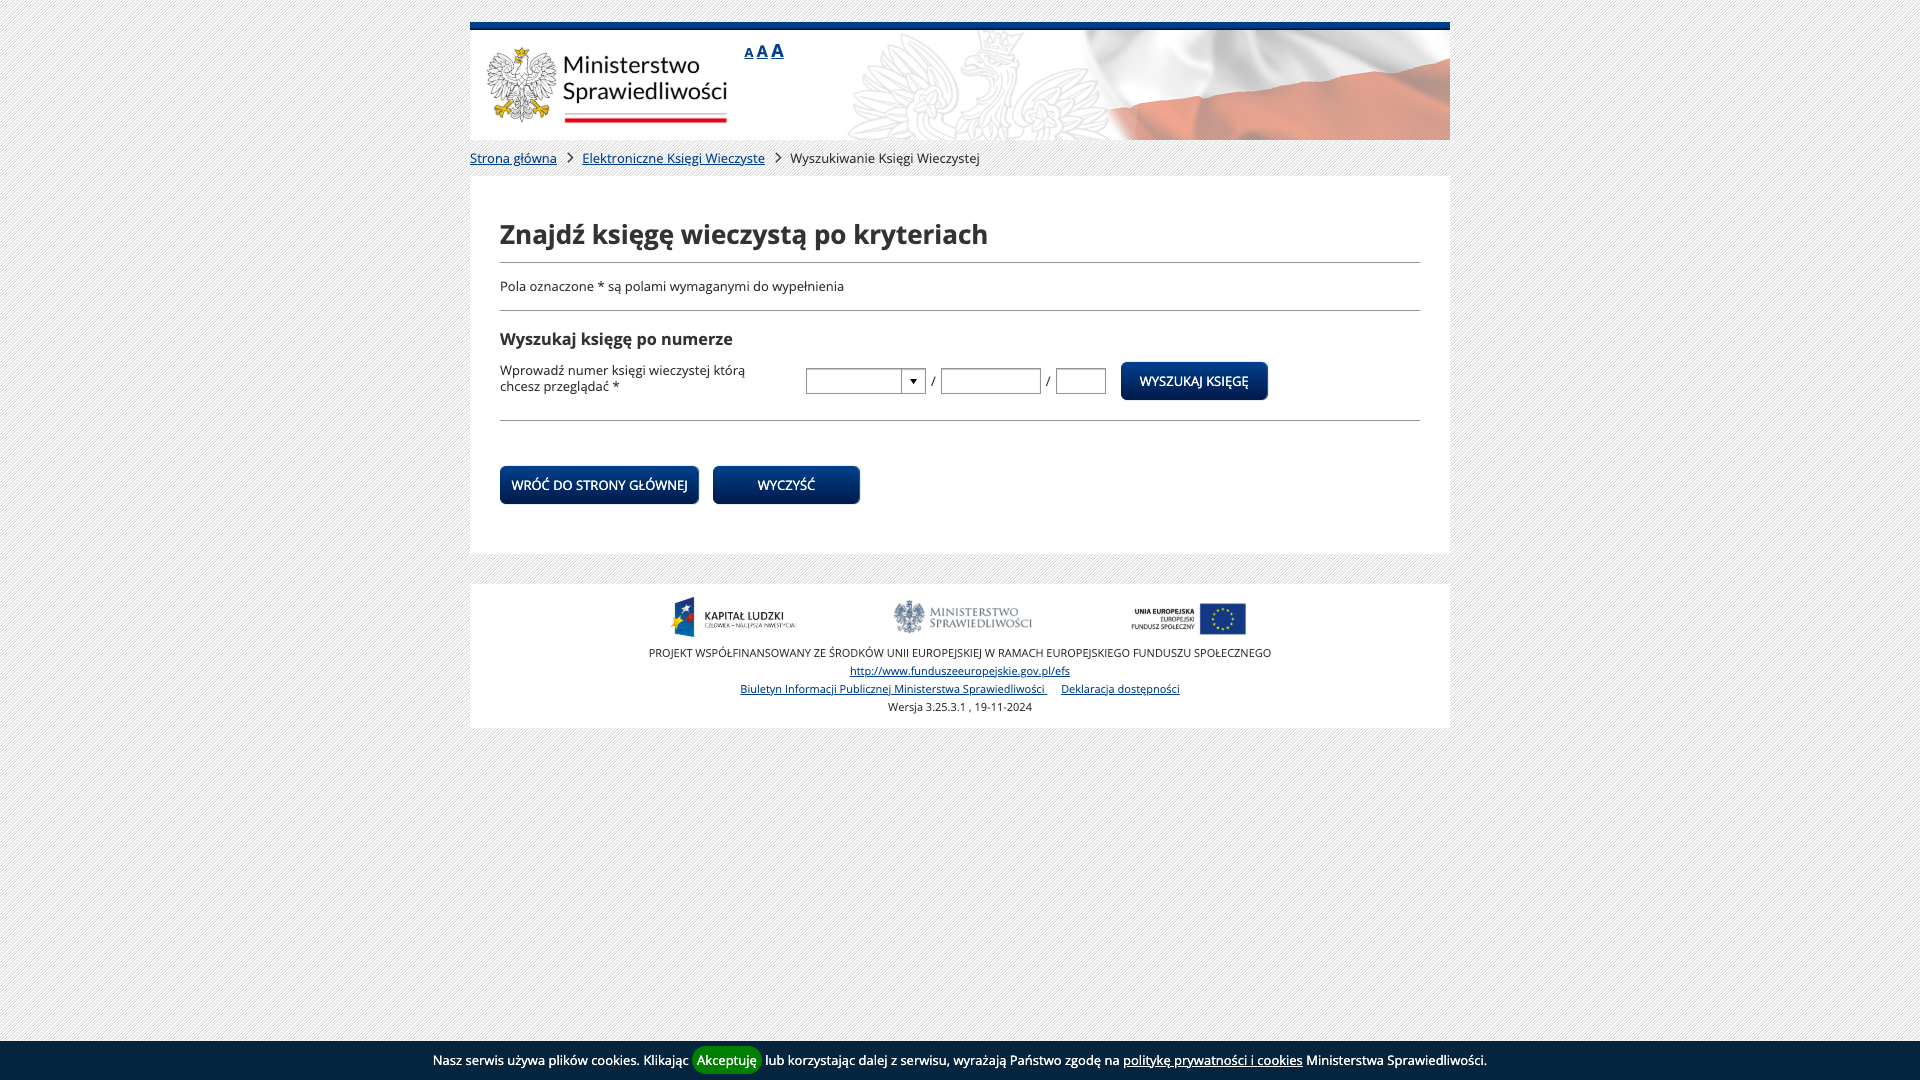 Ministerstwo
Sprawiedliwości
A A A
Strona główna > Elektroniczne Księgi Wieczyste > Wyszukiwanie Księgi Wieczystej
Znajdź księgę wieczystą po kryteriach
Pola oznaczone * są polami wymaganymi do wypełnienia
Wyszukaj księgę po numerze
Wprowadź numer księgi wieczystej którą
chcesz przeglądać *
/ / WYSZUKAJ KSIĘGĘ
WRÓĆ DO STRONY GŁÓWNEJ WYCZYŚĆ
KAPITAŁ LUDZKI
CZŁOWIEK – NAJLEPSZA INWESTYCJA!
MINISTERSTWO
SPRAWIEDLIWOŚCI
UNIA EUROPEJSKA
EUROPEJSKI
FUNDUSZ SPOŁECZNY
PROJEKT WSPÓŁFINANSOWANY ZE ŚRODKÓW UNII EUROPEJSKIEJ W RAMACH EUROPEJSKIEGO FUNDUSZU SPOŁECZNEGO
http://www.funduszeeuropejskie.gov.pl/efs
Biuletyn Informacji Publicznej Ministerstwa Sprawiedliwości Deklaracja dostępności
Wersja 3.25.3.1 , 19-11-2024
Nasz serwis używa plików cookies. Klikając Akceptuję lub korzystając dalej z serwisu, wyrażają Państwo zgodę na politykę prywatności i cookies Ministerstwa Sprawiedliwości.